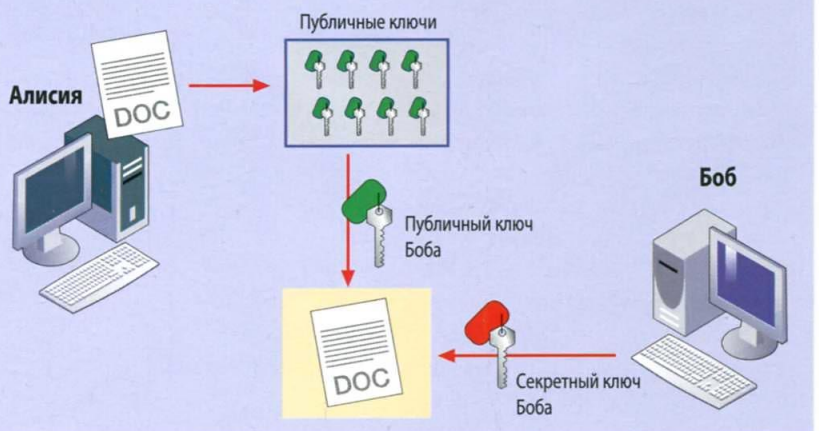 Публичные ключи
Алисия
DOC
Боб
Публичный ключ
Боба
DOC
Секретный ключ
Боба